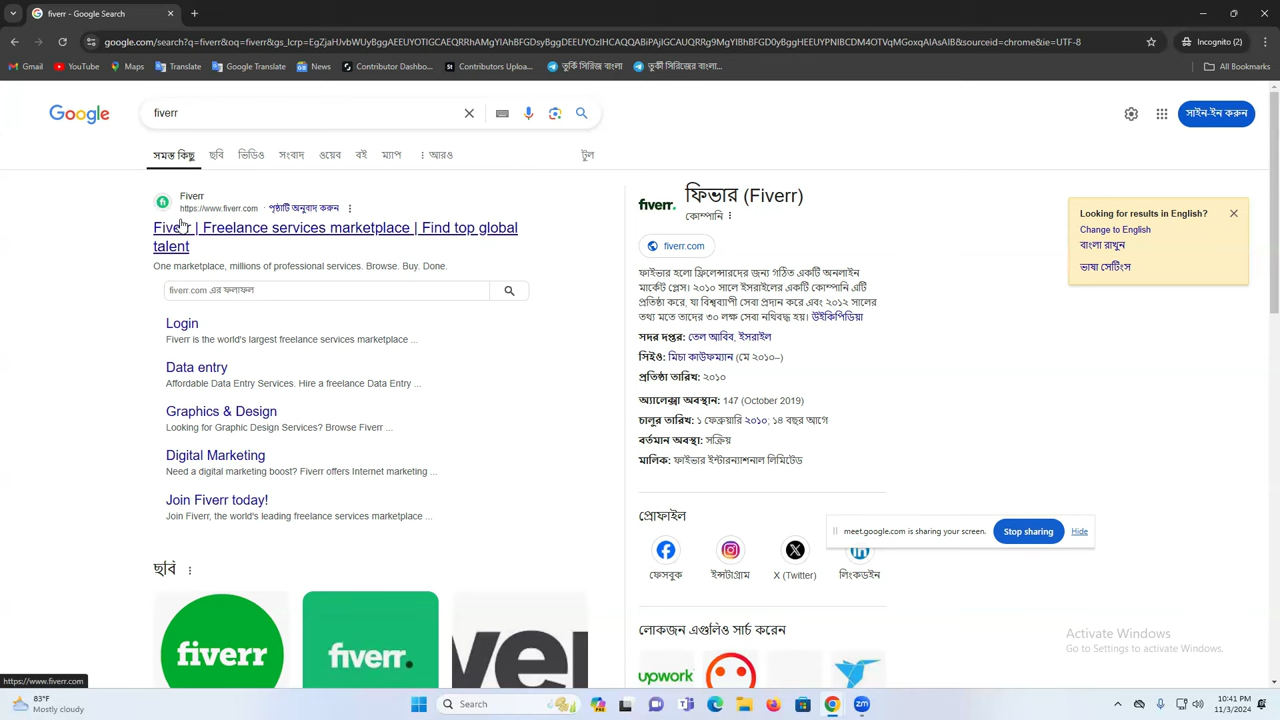 fiverr - Google Search
google.com/search?q=fiverr&oq=fiverr&gs_lcrp=EgZjaHJvbWUyEQgAEEUYOTIGCAEQRRg
Incognito (2)
Gmail
YouTube
Maps
Google Translate
Google Translate
News
Contributor Dashbo...
Contributors Uploa...
তুর্কি সিরিজ বাংলা
তুর্কী সিরিজের বাংলা...
All Bookmarks
Google
fiverr
সাইন-ইন করুন
সমস্ত কিছু
ছবি
ভিডিও
সংবাদ
ওয়েব
বই
ম্যাপ
আরও
টুল
Fiverr
https://www.fiverr.com · পৃষ্ঠাটি অনুবাদ করুন
Fiverr | Freelance services marketplace | Find top global
talent
One marketplace, millions of professional services. Browse. Buy. Done.
fiverr.com এর ফলাফল
Login
Fiverr is the world's largest freelance services marketplace ...
Data entry
Affordable Data Entry Services. Hire a freelance Data Entry ...
Graphics & Design
Looking for Graphic Design Services? Browse Fiverr ...
Digital Marketing
Need a digital marketing boost? Fiverr offers Internet marketing ...
Join Fiverr today!
Join Fiverr, the world's leading freelance services marketplace ...
ছবি
fiverr
fiverr.
fiverr.
ফিভার (Fiverr)
কোম্পানি
fiverr.com
ফাইভার হলো ফ্রিলেন্সারদের জন্য গঠিত একটি অনলাইন
মার্কেট প্লেস। ২০১০ সালে ইসরাইলের একটি কোম্পানি এটি
প্রতিষ্ঠা করে, যা বিশ্বব্যাপী সেবা প্রদান করে এবং ২০১২ সালের
তথ্য মতে তাদের ৩০ লক্ষ সেবা নথিবদ্ধ হয়। উইকিপিডিয়া
সদর দপ্তর: তেল আবিব, ইসরাইল
সিইও: মিচা কাউফম্যান (মে ২০১০–)
প্রতিষ্ঠা তারিখ: ২০১০
অ্যালেক্সা অবস্থান: 147 (October 2019)
চালুর তারিখ: ১ ফেব্রুয়ারি ২০১০; ১৪ বছর আগে
বর্তমান অবস্থা: সক্রিয়
মালিক: ফাইভার ইন্টারন্যাশনাল লিমিটেড
প্রোফাইল
ফেসবুক
ইন্সটাগ্রাম
X (Twitter)
লিংকডইন
লোকজন এগুলিও সার্চ করেন
upwork
Looking for results in English?
Change to English
বাংলা রাখুন
ভাষা সেটিংস
meet.google.com is sharing your screen.
Stop sharing
Hide
Activate Windows
Go to Settings to activate Windows.
https://www.fiverr.com
83°F
Mostly cloudy
Search
10:41 PM
11/3/2024